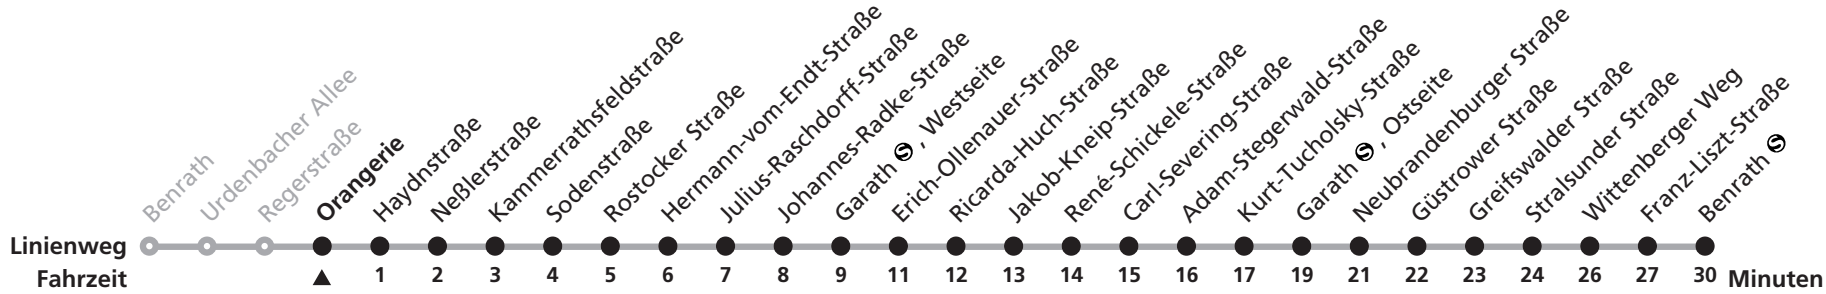 Benrath
Urdenbacher Allee
Regerstraße
Orangerie
Haydnstraße
Neßlerstraße
Kammerrathsfeldstraße
Sodenstraße
Rostocker Straße
Hermann-vom-Endt-Straße
Julius-Raschdorff-Straße
Johannes-Radke-Straße
Garath S, Westseite
Erich-Ollenauer-Straße
Ricarda-Huch-Straße
Jakob-Kneip-Straße
René-Schickele-Straße
Carl-Severing-Straße
Adam-Stegerwald-Straße
Kurt-Tucholsky-Straße
Garath S, Ostseite
Neubrandenburger Straße
Güstrower Straße
Greifswalder Straße
Stralsunder Straße
Wittenberger Weg
Franz-Liszt-Straße
Benrath S
Linienweg
Fahrzeit ▲ 1 2 3 4 5 6 7 8 9 11 12 13 14 15 16 17 19 21 22 23 24 26 27 30 Minuten